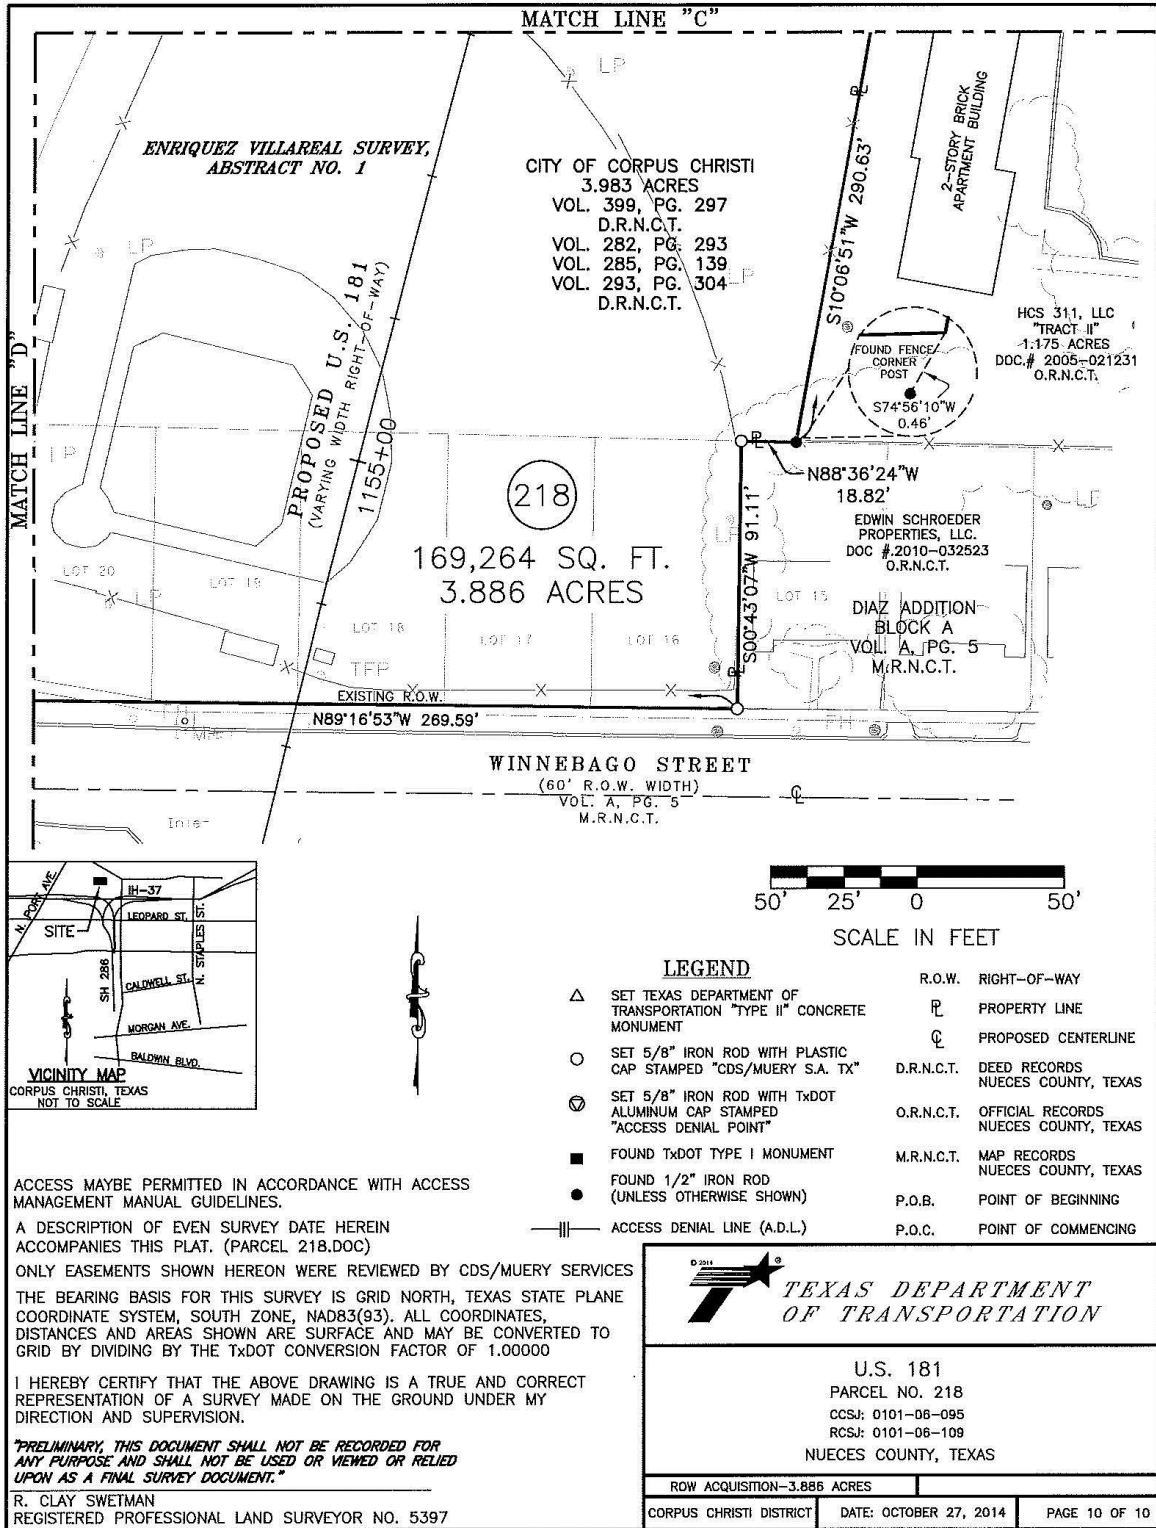 MATCH LINE "C"
MATCH LINE "D"
ENRIQUEZ VILLAREAL SURVEY,
ABSTRACT NO. 1
LP
LP
LP
LP
LP
LP
LP
LP
CITY OF CORPUS CHRISTI
3.983 ACRES
VOL. 399, PG. 297
D.R.N.C.T.
VOL. 282, PG. 293
VOL. 285, PG. 139
VOL. 293, PG. 304
D.R.N.C.T.
PL
S10°06'51"W 290.63'
2-STORY BRICK
APARTMENT BUILDING
HCS 311, LLC
"TRACT II"
1.175 ACRES
DOC.# 2005-021231
O.R.N.C.T.
FOUND FENCE
CORNER
POST
S74°56'10"W
0.46'
PROPOSED U.S. 181
(VARYING WIDTH RIGHT-OF-WAY)
1155+00
218
169,264 SQ. FT.
3.886 ACRES
PL
N88°36'24"W
18.82'
EDWIN SCHROEDER
PROPERTIES, LLC.
DOC #.2010-032523
O.R.N.C.T.
S00°43'07"W 91.11'
PL
DIAZ ADDITION
BLOCK A
VOL. A, PG. 5
M.R.N.C.T.
LOT 20
LOT 19
LOT 18
LOT 17
LOT 16
LOT 15
TFP
EXISTING R.O.W.
N89°16'53"W 269.59'
FH
FH
WINNEBAGO STREET
(60' R.O.W. WIDTH)
VOL. A, PG. 5
M.R.N.C.T.
CL
Inlet
N. PORT AVE.
IH-37
LEOPARD ST.
SITE
SH 286
N. STAPLES ST.
CALDWELL ST.
MORGAN AVE.
BALDWIN BLVD.
VICINITY MAP
CORPUS CHRISTI, TEXAS
NOT TO SCALE
50' 25' 0 50'
SCALE IN FEET
LEGEND
SET TEXAS DEPARTMENT OF
TRANSPORTATION "TYPE II" CONCRETE
MONUMENT
SET 5/8" IRON ROD WITH PLASTIC
CAP STAMPED "CDS/MUERY S.A. TX"
SET 5/8" IRON ROD WITH TxDOT
ALUMINUM CAP STAMPED
"ACCESS DENIAL POINT"
FOUND TxDOT TYPE I MONUMENT
FOUND 1/2" IRON ROD
(UNLESS OTHERWISE SHOWN)
ACCESS DENIAL LINE (A.D.L.)
R.O.W. RIGHT-OF-WAY
PL PROPERTY LINE
CL PROPOSED CENTERLINE
D.R.N.C.T. DEED RECORDS
NUECES COUNTY, TEXAS
O.R.N.C.T. OFFICIAL RECORDS
NUECES COUNTY, TEXAS
M.R.N.C.T. MAP RECORDS
NUECES COUNTY, TEXAS
P.O.B. POINT OF BEGINNING
P.O.C. POINT OF COMMENCING
ACCESS MAYBE PERMITTED IN ACCORDANCE WITH ACCESS
MANAGEMENT MANUAL GUIDELINES.
A DESCRIPTION OF EVEN SURVEY DATE HEREIN
ACCOMPANIES THIS PLAT. (PARCEL 218.DOC)
ONLY EASEMENTS SHOWN HEREON WERE REVIEWED BY CDS/MUERY SERVICES
THE BEARING BASIS FOR THIS SURVEY IS GRID NORTH, TEXAS STATE PLANE
COORDINATE SYSTEM, SOUTH ZONE, NAD83(93). ALL COORDINATES,
DISTANCES AND AREAS SHOWN ARE SURFACE AND MAY BE CONVERTED TO
GRID BY DIVIDING BY THE TxDOT CONVERSION FACTOR OF 1.00000
I HEREBY CERTIFY THAT THE ABOVE DRAWING IS A TRUE AND CORRECT
REPRESENTATION OF A SURVEY MADE ON THE GROUND UNDER MY
DIRECTION AND SUPERVISION.
"PRELIMINARY, THIS DOCUMENT SHALL NOT BE RECORDED FOR
ANY PURPOSE AND SHALL NOT BE USED OR VIEWED OR RELIED
UPON AS A FINAL SURVEY DOCUMENT."
R. CLAY SWETMAN
REGISTERED PROFESSIONAL LAND SURVEYOR NO. 5397
© 2014 ®
TEXAS DEPARTMENT
OF TRANSPORTATION
U.S. 181
PARCEL NO. 218
CCSJ: 0101-06-095
RCSJ: 0101-06-109
NUECES COUNTY, TEXAS
ROW ACQUISITION-3.886 ACRES
CORPUS CHRISTI DISTRICT
DATE: OCTOBER 27, 2014
PAGE 10 OF 10